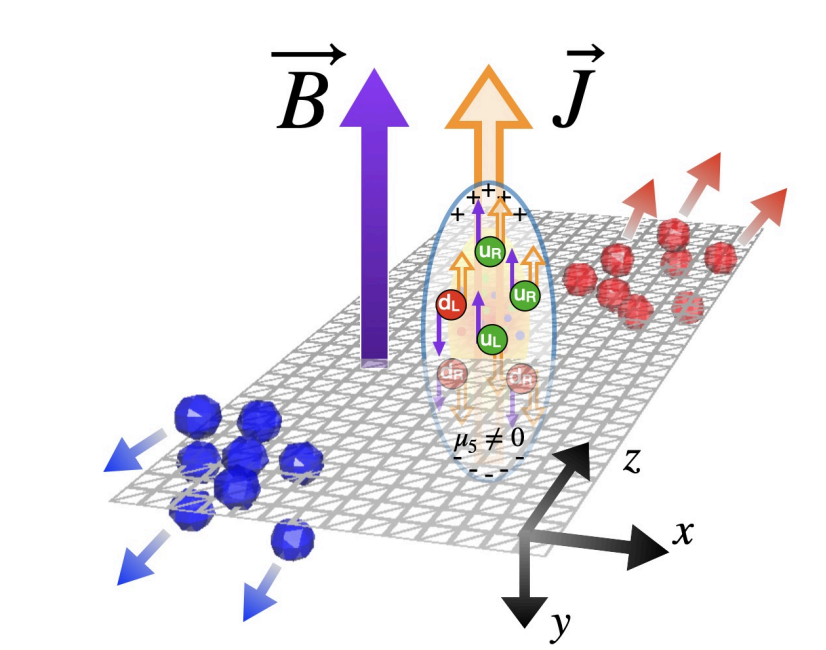 B⃗
J⃗
+ + + + +
u_R
u_R
d_L
u_L
d_R
d_R
μ₅ ≠ 0
- - - - -
z
x
y